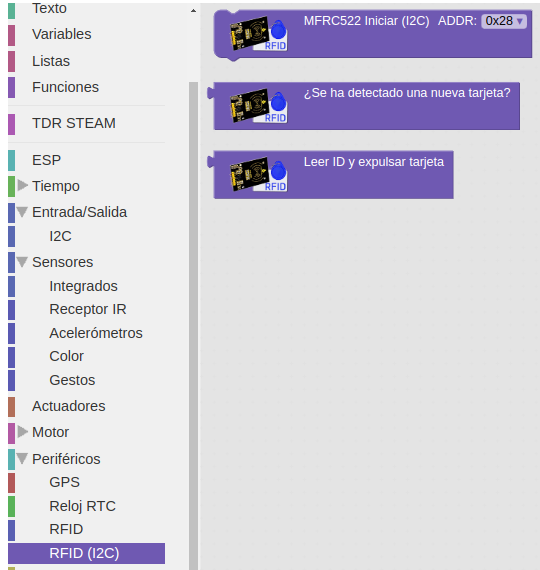 Texto
Variables
Listas
Funciones
TDR STEAM
ESP
Tiempo
Entrada/Salida
I2C
Sensores
Integrados
Receptor IR
Acelerómetros
Color
Gestos
Actuadores
Motor
Periféricos
GPS
Reloj RTC
RFID
RFID (I2C)
MFRC522 Iniciar (I2C) ADDR: 0x28
RFID
¿Se ha detectado una nueva tarjeta?
RFID
Leer ID y expulsar tarjeta
RFID